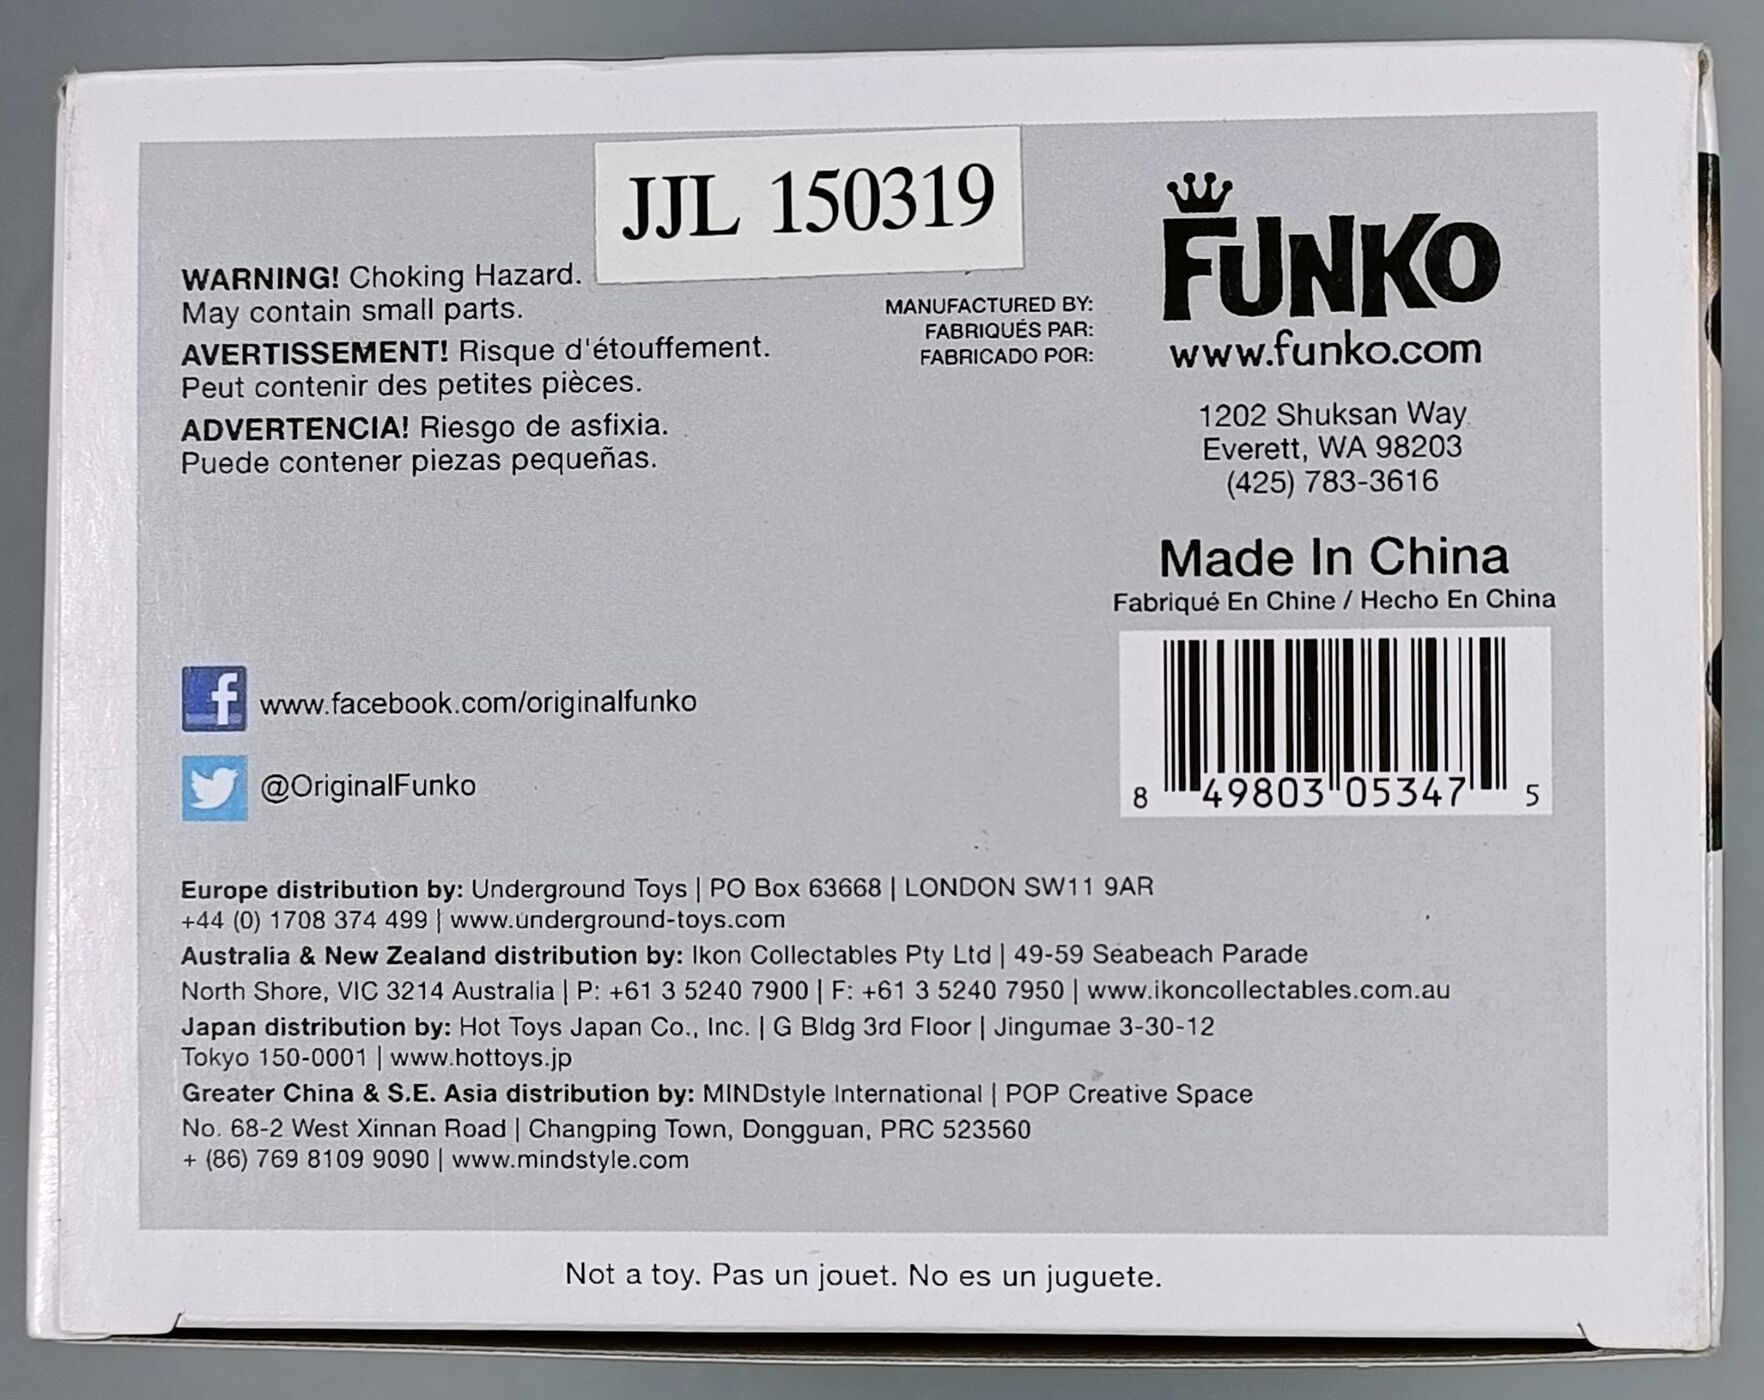 JJL 150319
WARNING! Choking Hazard.
May contain small parts.
AVERTISSEMENT! Risque d'étouffement.
Peut contenir des petites pièces.
ADVERTENCIA! Riesgo de asfixia.
Puede contener piezas pequeñas.
MANUFACTURED BY:
FABRIQUÉS PAR:
FABRICADO POR:
FUNKO
www.funko.com
1202 Shuksan Way
Everett, WA 98203
(425) 783-3616
Made In China
Fabriqué En Chine / Hecho En China
8 49803 05347 5
f www.facebook.com/originalfunko
@OriginalFunko
Europe distribution by: Underground Toys | PO Box 63668 | LONDON SW11 9AR
+44 (0) 1708 374 499 | www.underground-toys.com
Australia & New Zealand distribution by: Ikon Collectables Pty Ltd | 49-59 Seabeach Parade
North Shore, VIC 3214 Australia | P: +61 3 5240 7900 | F: +61 3 5240 7950 | www.ikoncollectables.com.au
Japan distribution by: Hot Toys Japan Co., Inc. | G Bldg 3rd Floor | Jingumae 3-30-12
Tokyo 150-0001 | www.hottoys.jp
Greater China & S.E. Asia distribution by: MINDstyle International | POP Creative Space
No. 68-2 West Xinnan Road | Changping Town, Dongguan, PRC 523560
+ (86) 769 8109 9090 | www.mindstyle.com
Not a toy. Pas un jouet. No es un juguete.